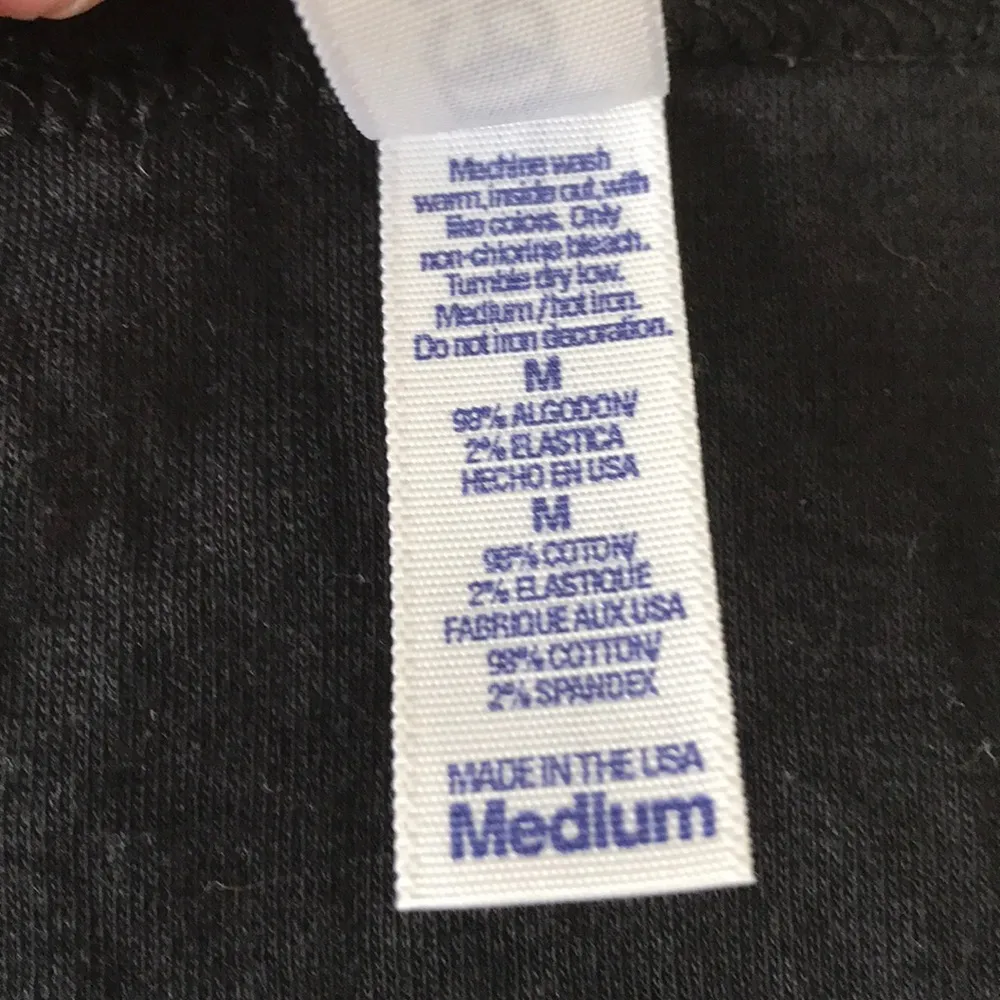 Machine wash
warm, inside out, with
like colors. Only
non-chlorine bleach.
Tumble dry low.
Medium/hot iron.
Do not iron decoration.
M
98% ALGODON/
2% ELASTICA
HECHO EN USA
M
98% COTON/
2% ELASTIQUE
FABRIQUE AUX USA
98% COTTON/
2% SPANDEX
MADE IN THE USA
Medium